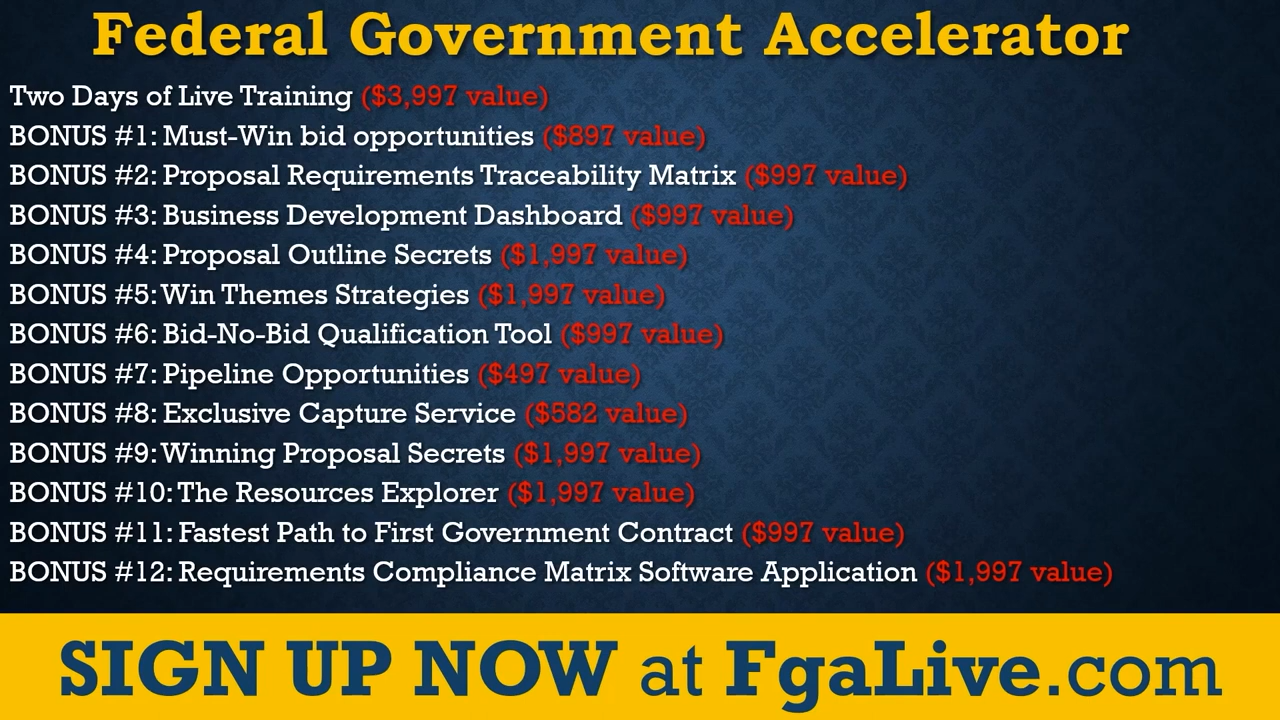 Federal Government Accelerator
Two Days of Live Training ($3,997 value)
BONUS #1: Must-Win bid opportunities ($897 value)
BONUS #2: Proposal Requirements Traceability Matrix ($997 value)
BONUS #3: Business Development Dashboard ($997 value)
BONUS #4: Proposal Outline Secrets ($1,997 value)
BONUS #5: Win Themes Strategies ($1,997 value)
BONUS #6: Bid-No-Bid Qualification Tool ($997 value)
BONUS #7: Pipeline Opportunities ($497 value)
BONUS #8: Exclusive Capture Service ($582 value)
BONUS #9: Winning Proposal Secrets ($1,997 value)
BONUS #10: The Resources Explorer ($1,997 value)
BONUS #11: Fastest Path to First Government Contract ($997 value)
BONUS #12: Requirements Compliance Matrix Software Application ($1,997 value)
SIGN UP NOW at FgaLive.com